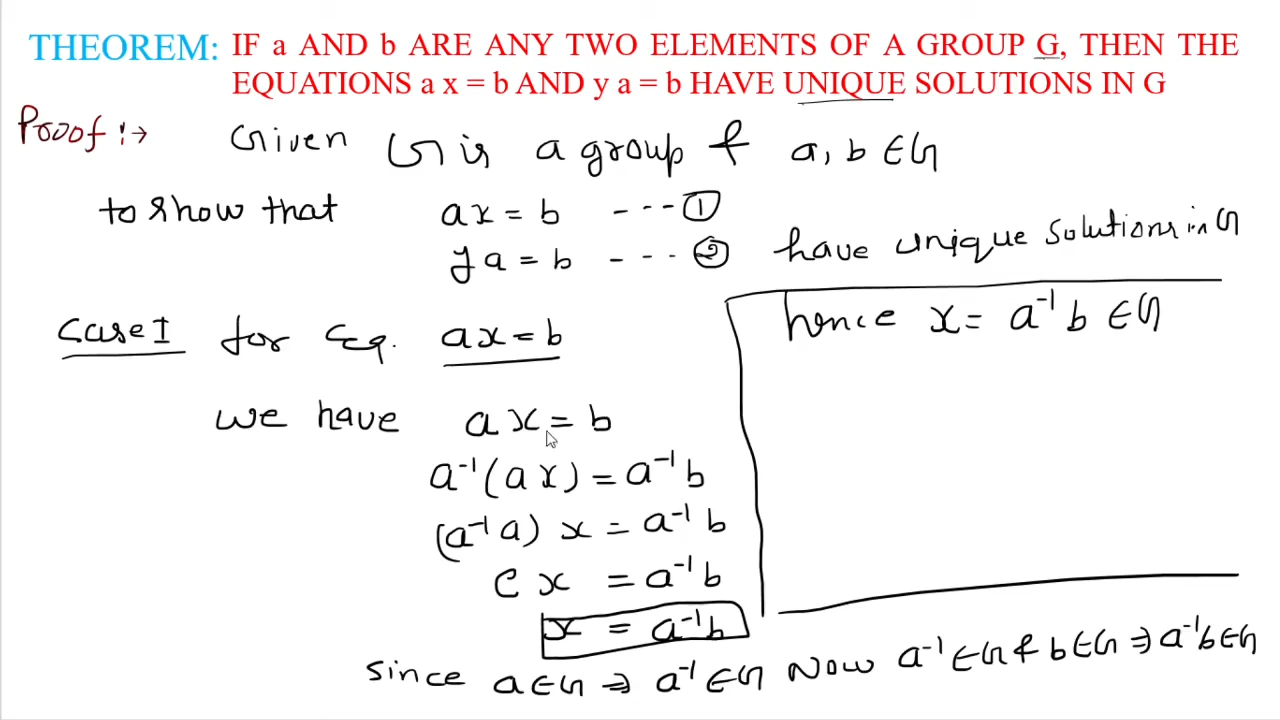 THEOREM: IF a AND b ARE ANY TWO ELEMENTS OF A GROUP G, THEN THE
EQUATIONS a x = b AND y a = b HAVE UNIQUE SOLUTIONS IN G
Proof :→
Given G is a group & a, b ∈ G
to show that ax = b ---①
ya = b ---② have unique solutions in G
Case I for Eq. ax = b
we have ax = b
a⁻¹(ax) = a⁻¹b
(a⁻¹a) x = a⁻¹b
e x = a⁻¹b
x = a⁻¹b
Since a∈G ⇒ a⁻¹∈G Now a⁻¹∈G & b∈G ⇒ a⁻¹b∈G
hence x = a⁻¹b ∈ G